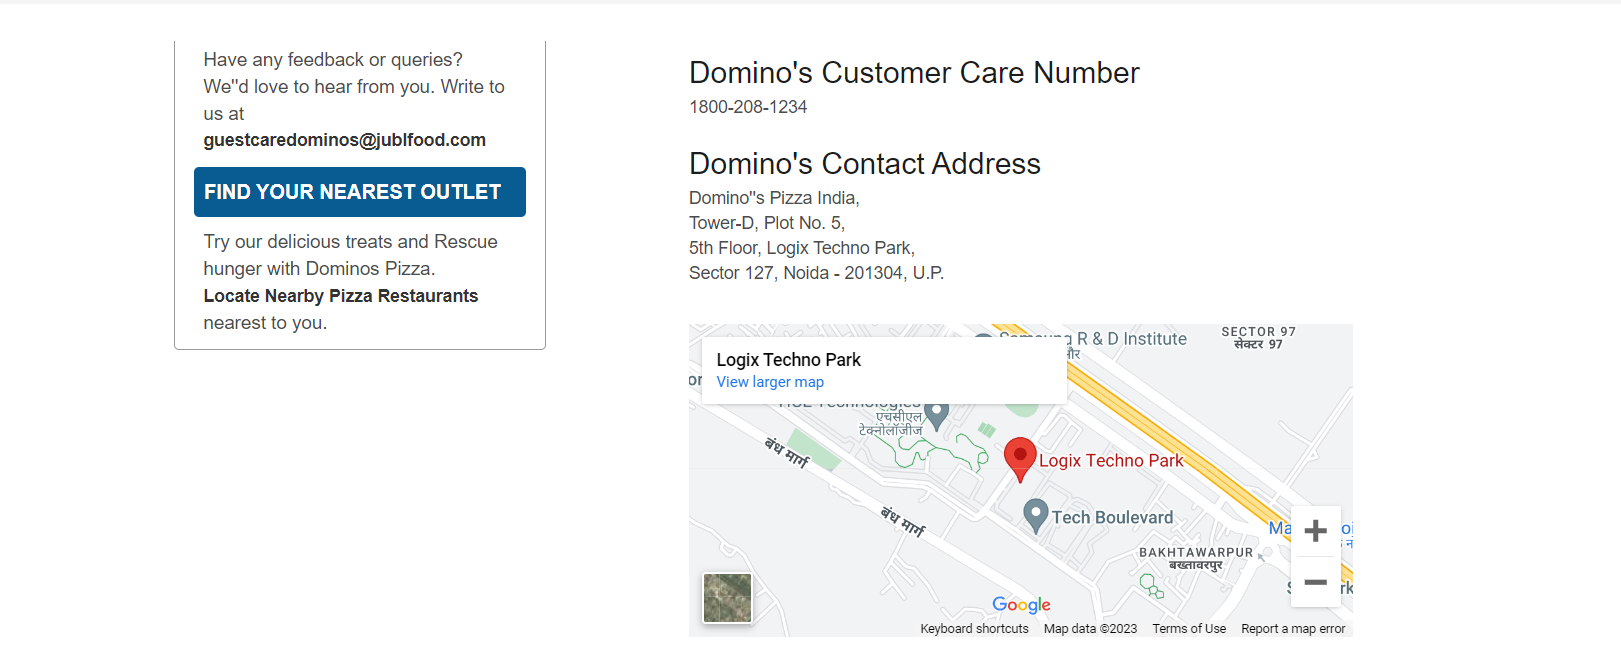 Have any feedback or queries?
We"d love to hear from you. Write to
us at
guestcaredominos@jublfood.com
FIND YOUR NEAREST OUTLET
Try our delicious treats and Rescue
hunger with Dominos Pizza.
Locate Nearby Pizza Restaurants
nearest to you.
Domino's Customer Care Number
1800-208-1234
Domino's Contact Address
Domino"s Pizza India,
Tower-D, Plot No. 5,
5th Floor, Logix Techno Park,
Sector 127, Noida - 201304, U.P.
SECTOR 97
सेक्टर 97
R & D Institute
Logix Techno Park
View larger map
एचसीएल
टेक्नोलॉजीज
बंध मार्ग
Logix Techno Park
बंध मार्ग
Tech Boulevard
BAKHTAWARPUR
बख्तावरपुर
Google
Keyboard shortcuts Map data ©2023 Terms of Use Report a map error